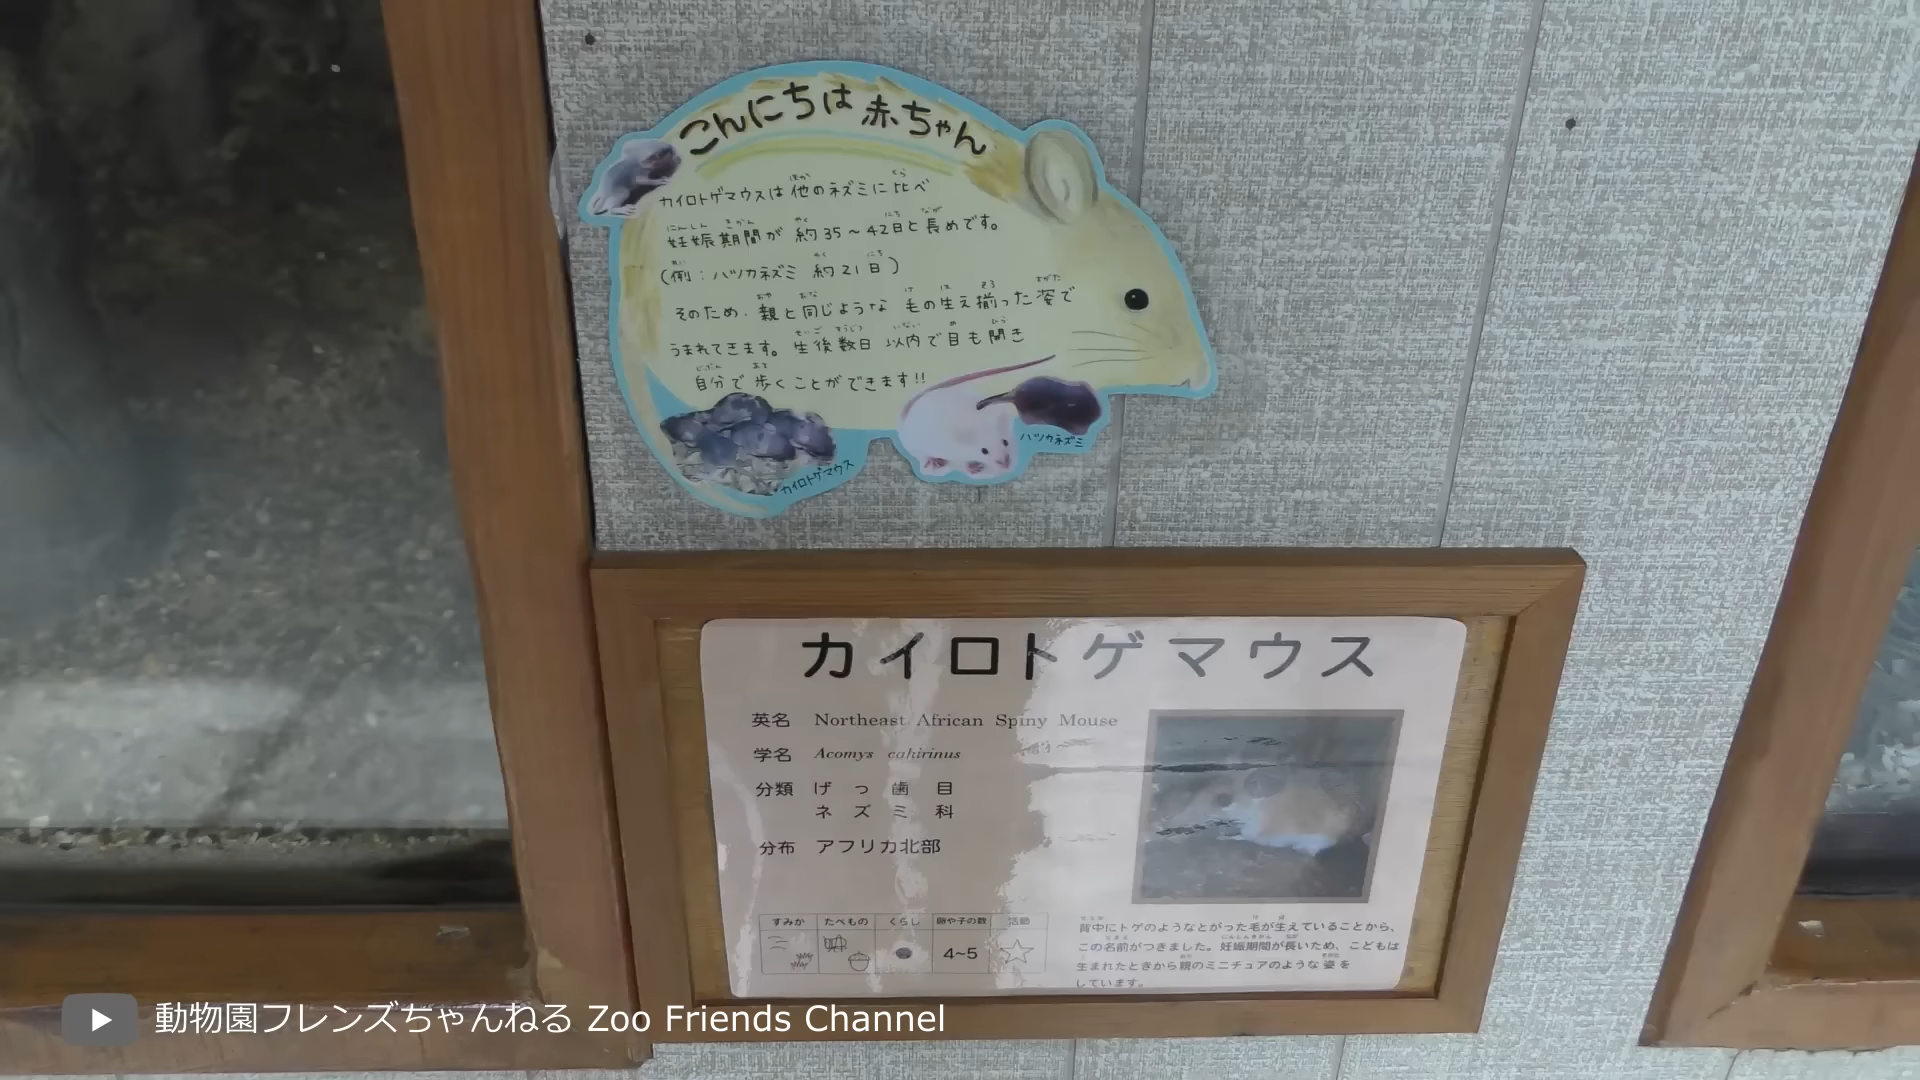 こんにちは赤ちゃん
カイロトゲマウスは他のネズミに比べ
妊娠期間が約35～42日と長めです。
(例：ハツカネズミ 約21日)
そのため、親と同じような毛の生え揃った姿で
うまれてきます。生後数日以内で目も開き
自分で歩くことができます!!
カイロトゲマウス
ハツカネズミ
カイロトゲマウス
英名 Northeast African Spiny Mouse
学名 Acomys cahirinus
分類 げっ歯目
ネズミ科
分布 アフリカ北部
すみか たべもの くらし 卵や子の数 活動
4~5
背中にトゲのようなとがった毛が生えていることから、
この名前がつきました。妊娠期間が長いため、こどもは
生まれたときから親のミニチュアのような姿を
しています。
動物園フレンズちゃんねる Zoo Friends Channel